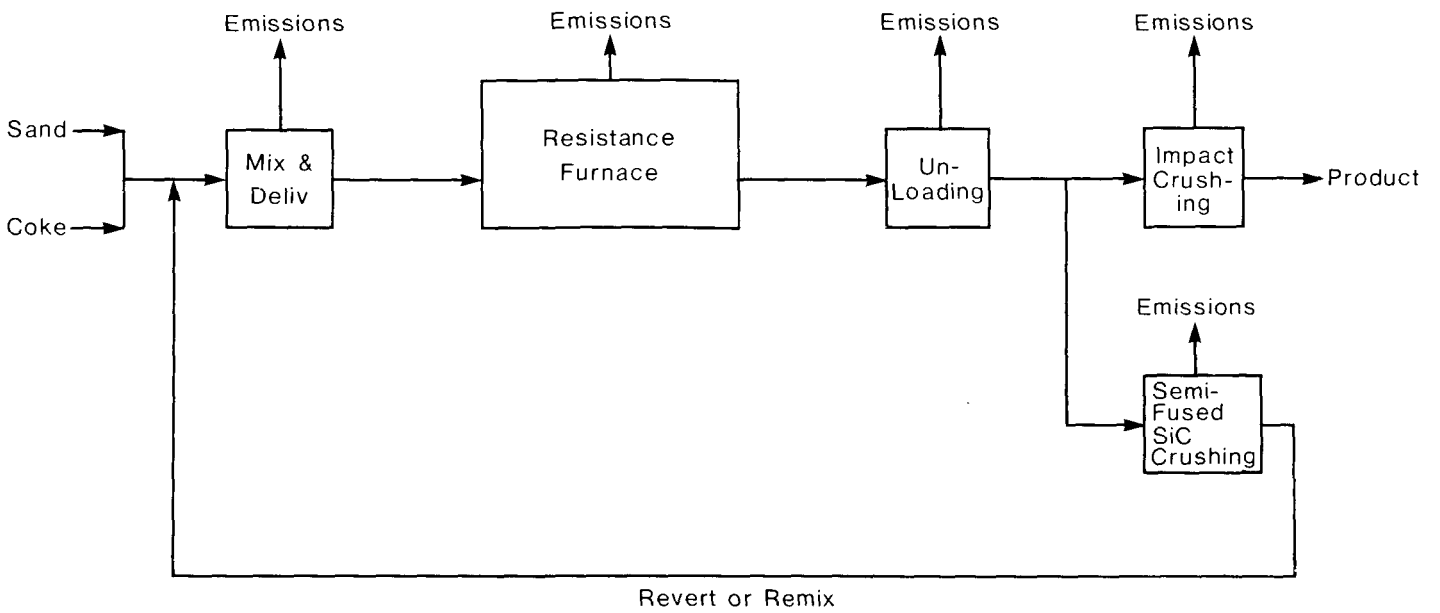 Emissions
Emissions
Emissions
Emissions
Sand
Coke
Mix &
Deliv
Resistance
Furnace
Un-
Loading
Impact
Crush-
ing
Product
Emissions
Semi-
Fused
SiC
Crushing
Revert or Remix